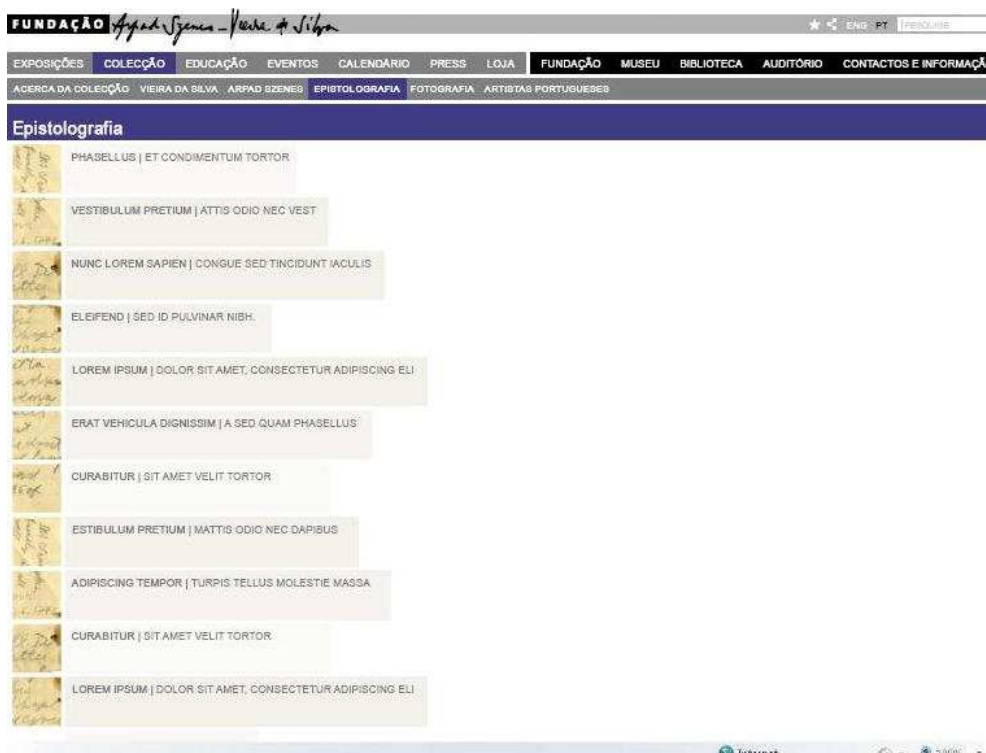 FUNDAÇÃO Arpad Szenes - Vieira da Silva
ENG PT PESQUISE
EXPOSIÇÕES COLECÇÃO EDUCAÇÃO EVENTOS CALENDÁRIO PRESS LOJA FUNDAÇÃO MUSEU BIBLIOTECA AUDITÓRIO CONTACTOS E INFORMAÇÃ
ACERCA DA COLECÇÃO VIEIRA DA SILVA ARPAD SZENES EPISTOLOGRAFIA FOTOGRAFIA ARTISTAS PORTUGUESES
Epistolografia
PHASELLUS | ET CONDIMENTUM TORTOR
VESTIBULUM PRETIUM | ATTIS ODIO NEC VEST
NUNC LOREM SAPIEN | CONGUE SED TINCIDUNT IACULIS
ELEIFEND | SED ID PULVINAR NIBH.
LOREM IPSUM | DOLOR SIT AMET, CONSECTETUR ADIPISCING ELI
ERAT VEHICULA DIGNISSIM | A SED QUAM PHASELLUS
CURABITUR | SIT AMET VELIT TORTOR
ESTIBULUM PRETIUM | MATTIS ODIO NEC DAPIBUS
ADIPISCING TEMPOR | TURPIS TELLUS MOLESTIE MASSA
CURABITUR | SIT AMET VELIT TORTOR
LOREM IPSUM | DOLOR SIT AMET, CONSECTETUR ADIPISCING ELI
Internet